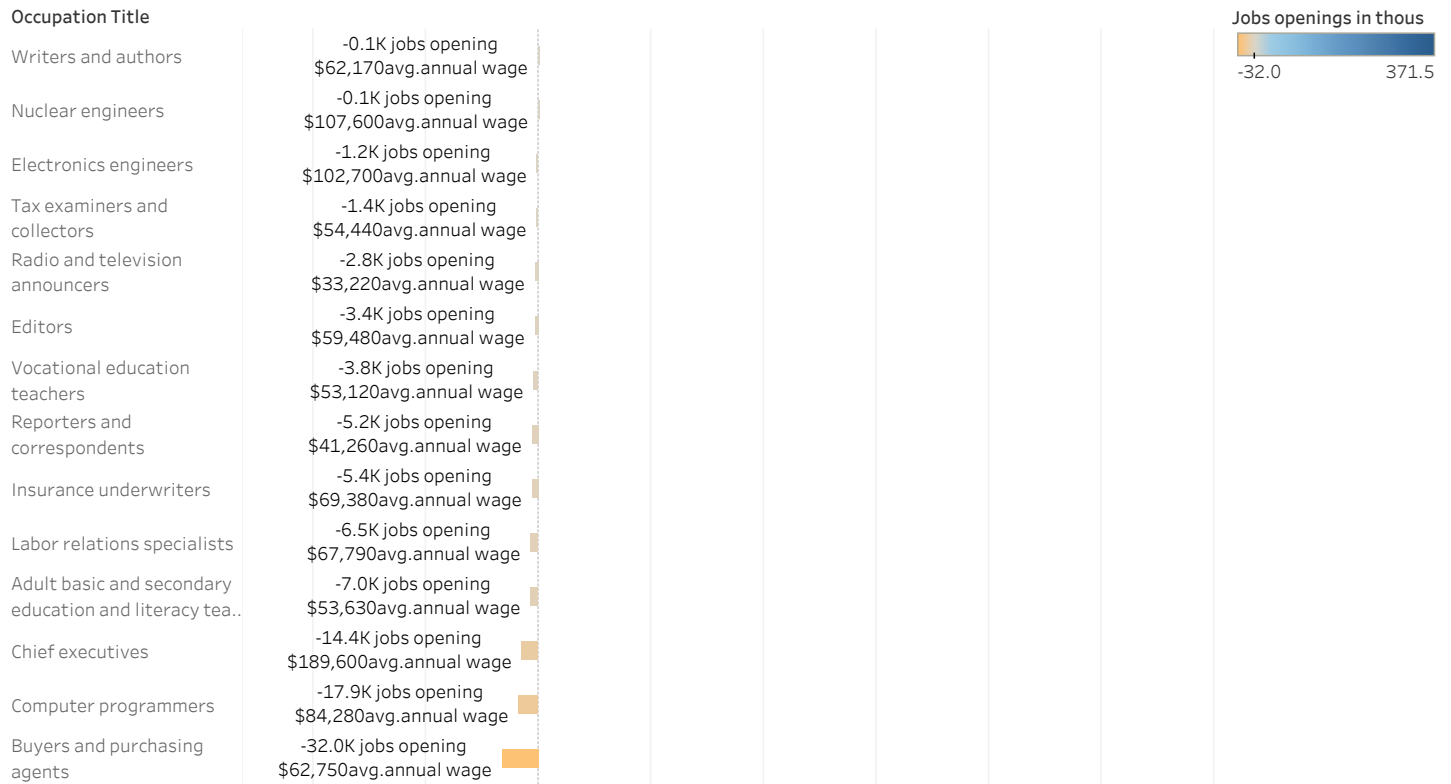 Occupation Title
Jobs openings in thous
-32.0 371.5
Writers and authors
-0.1K jobs opening
$62,170avg.annual wage
Nuclear engineers
-0.1K jobs opening
$107,600avg.annual wage
Electronics engineers
-1.2K jobs opening
$102,700avg.annual wage
Tax examiners and
collectors
-1.4K jobs opening
$54,440avg.annual wage
Radio and television
announcers
-2.8K jobs opening
$33,220avg.annual wage
Editors
-3.4K jobs opening
$59,480avg.annual wage
Vocational education
teachers
-3.8K jobs opening
$53,120avg.annual wage
Reporters and
correspondents
-5.2K jobs opening
$41,260avg.annual wage
Insurance underwriters
-5.4K jobs opening
$69,380avg.annual wage
Labor relations specialists
-6.5K jobs opening
$67,790avg.annual wage
Adult basic and secondary
education and literacy tea..
-7.0K jobs opening
$53,630avg.annual wage
Chief executives
-14.4K jobs opening
$189,600avg.annual wage
Computer programmers
-17.9K jobs opening
$84,280avg.annual wage
Buyers and purchasing
agents
-32.0K jobs opening
$62,750avg.annual wage